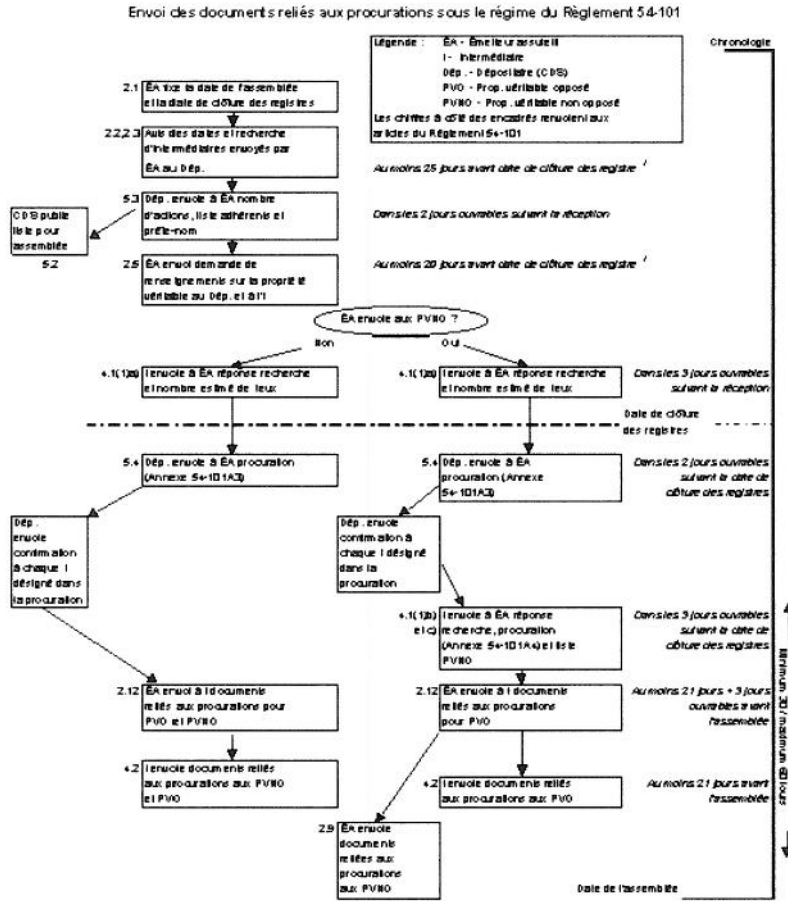 Envoi des documents reliés aux procurations sous le régime du Règlement 54-101
Légende : ÉA - Émetteur assujetti
I - Intermédiaire
Dép. - Dépositaire (CDS)
PVO - Prop. véritable opposé
PVNO - Prop. véritable non opposé
Les chiffres à côté des encadrés renvoient aux
articles du Règlement 54-101
Chronologie
2.1 ÉA fixe la date de l'assemblée
et la date de clôture des registres
2.2, 2.3 Avis des dates et recherche
d'intermédiaires envoyés par
ÉA au Dép.
Au moins 25 jours avant date de clôture des registre
5.3 Dép. envoie à ÉA nombre
d'actions, liste adhérents et
prête-nom
Dans les 2 jours ouvrables suivant la réception
CDS publie
liste pour
assemblée
5.2
2.5 ÉA envoi demande de
renseignements sur la propriété
véritable au Dép. et à l'I
Au moins 20 jours avant date de clôture des registre
ÉA envoie aux PVNO ?
Non
Oui
4.1(1)a) I envoie à ÉA réponse recherche
et nombre estimé de jeux
4.1(1)a) I envoie à ÉA réponse recherche
et nombre estimé de jeux
Dans les 3 jours ouvrables
suivant la réception
Date de clôture
des registres
5.4 Dép. envoie à ÉA procuration
(Annexe 54-101A3)
5.4 Dép. envoie à ÉA
procuration (Annexe
54-101A3)
Dans les 2 jours ouvrables
suivant la date de
clôture des registres
Dép.
envoie
confirmation
à chaque I
désigné dans
la procuration
Dép. envoie
confirmation à
chaque I désigné
dans la
procuration
4.1(1)b) I envoie à ÉA réponse
et c) recherche, procuration
(Annexe 54-101A4) et liste
PVNO
Dans les 3 jours ouvrables
suivant la date de
clôture des registres
Minimum 30 / maximum 60 jours
2.12 ÉA envoi à I documents
reliés aux procurations pour
PVO et PVNO
2.12 ÉA envoie à I documents
reliés aux procurations
pour PVO
Au moins 21 jours + 3 jours
ouvrables avant
l'assemblée
4.2 I envoie documents reliés
aux procurations aux PVNO
et PVO
4.2 I envoie documents reliés
aux procurations aux PVO
Au moins 21 jours avant
l'assemblée
2.9 ÉA envoie
documents
reliées aux
procurations
aux PVNO
Date de l'assemblée